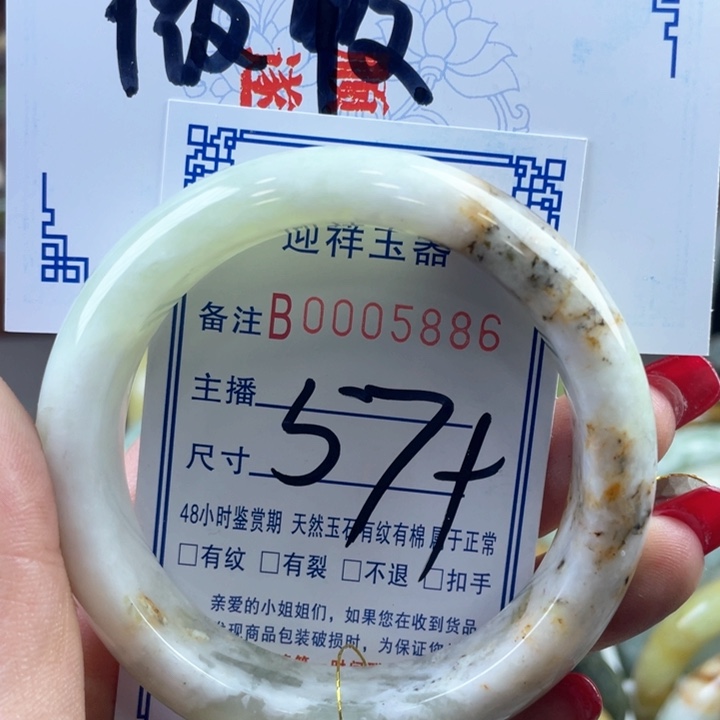 迎祥玉器
备注B0005886
主播
尺寸 57+
48小时鉴赏期 天然玉石有纹有棉 属于正常
□有纹 □有裂 □不退 □扣手
亲爱的小姐姐们，如果您在收到货品
发现商品包装破损时，为保证您